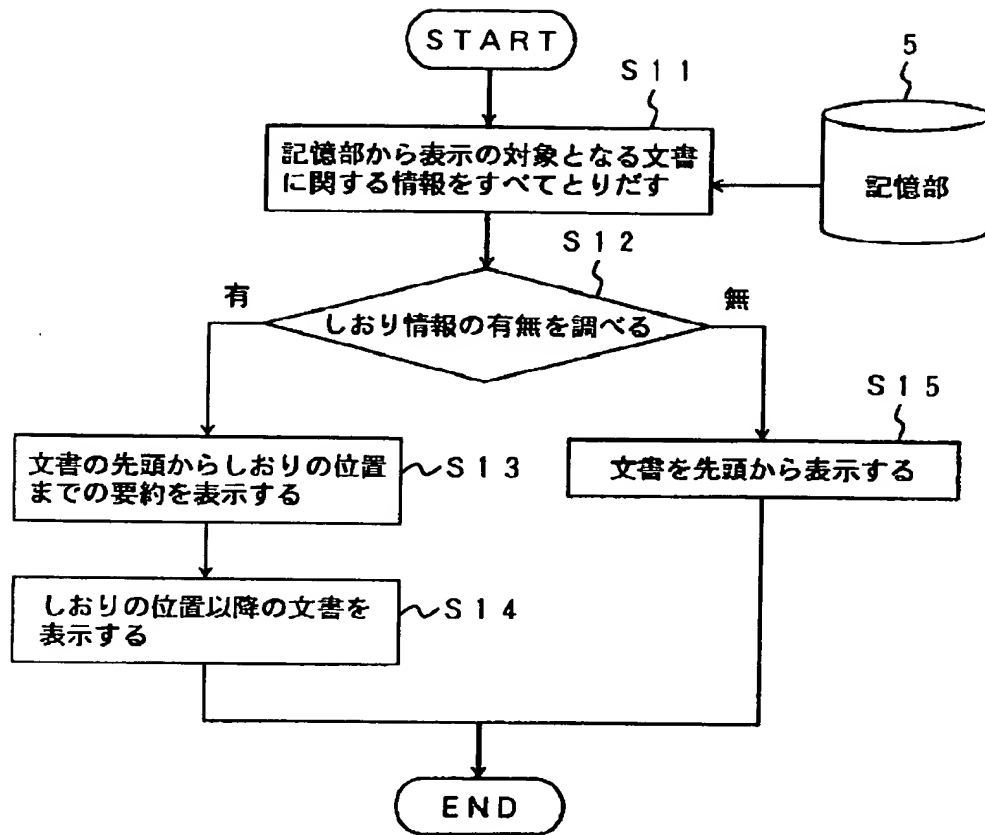 START
S11
5
記憶部から表示の対象となる文書
に関する情報をすべてとりだす
記憶部
S12
有
無
しおり情報の有無を調べる
S15
文書の先頭からしおりの位置
までの要約を表示する
S13
文書を先頭から表示する
しおりの位置以降の文書を
表示する
S14
END